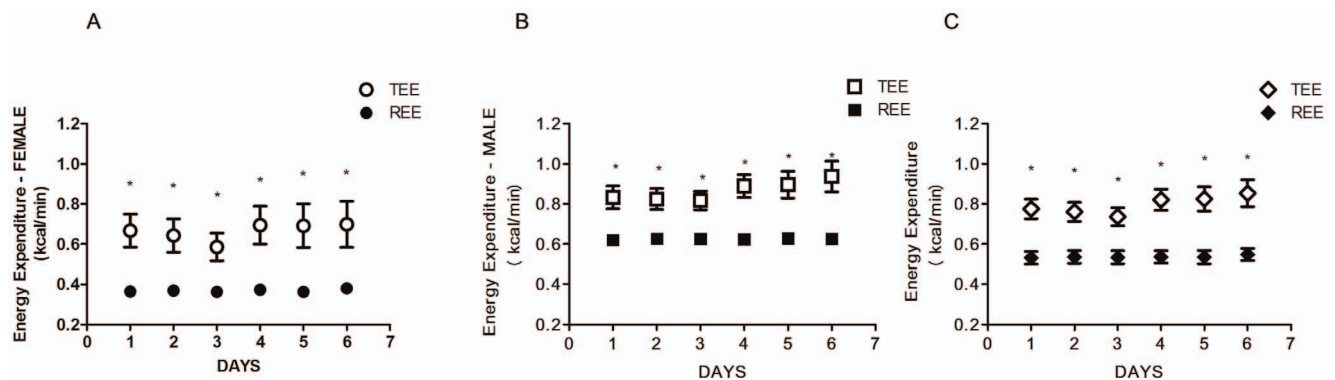 A
TEE
REE
Energy Expenditure - FEMALE
(kcal/min)
1.2
1.0
0.8
0.6
0.4
0.2
* * * * * *
0 1 2 3 4 5 6 7
DAYS
B
TEE
REE
Energy Expenditure - MALE
( kcal/min)
1.2
1.0
0.8
0.6
0.4
0.2
* * * * * *
0 1 2 3 4 5 6 7
DAYS
C
TEE
REE
Energy Expenditure
( kcal/min)
1.2
1.0
0.8
0.6
0.4
0.2
* * * * * *
0 1 2 3 4 5 6 7
DAYS